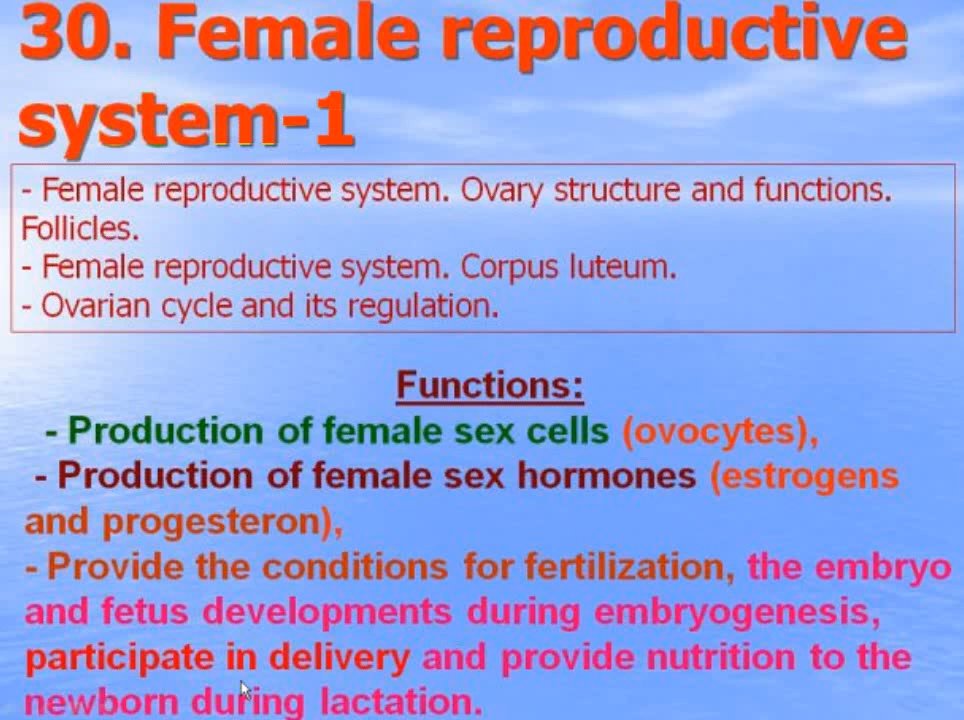 30. Female reproductive
system-1
- Female reproductive system. Ovary structure and functions.
Follicles.
- Female reproductive system. Corpus luteum.
- Ovarian cycle and its regulation.
Functions:
- Production of female sex cells (ovocytes),
- Production of female sex hormones (estrogens
and progesteron),
- Provide the conditions for fertilization, the embryo
and fetus developments during embryogenesis,
participate in delivery and provide nutrition to the
newborn during lactation.